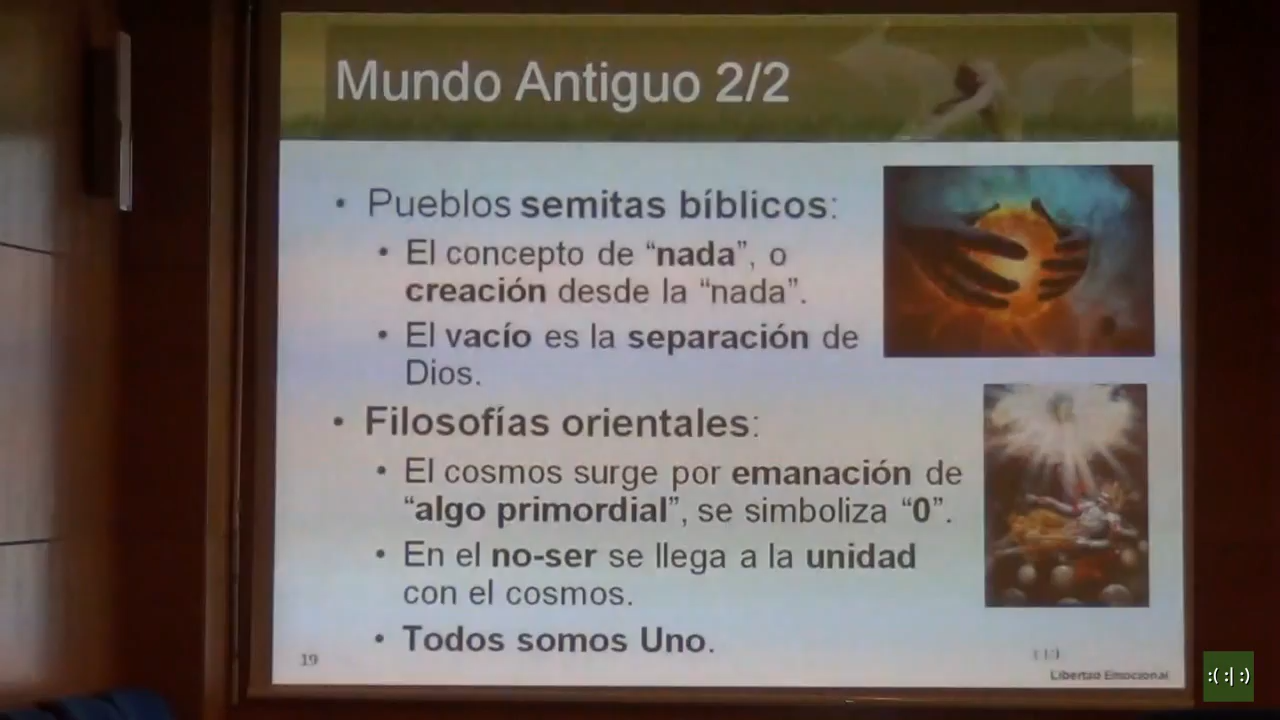 Mundo Antiguo 2/2
• Pueblos semitas bíblicos:
• El concepto de “nada”, o
creación desde la “nada”.
• El vacío es la separación de
Dios.
• Filosofías orientales:
• El cosmos surge por emanación de
“algo primordial”, se simboliza “0”.
• En el no-ser se llega a la unidad
con el cosmos.
• Todos somos Uno.
19
Libertad Emocional
:( :| :)